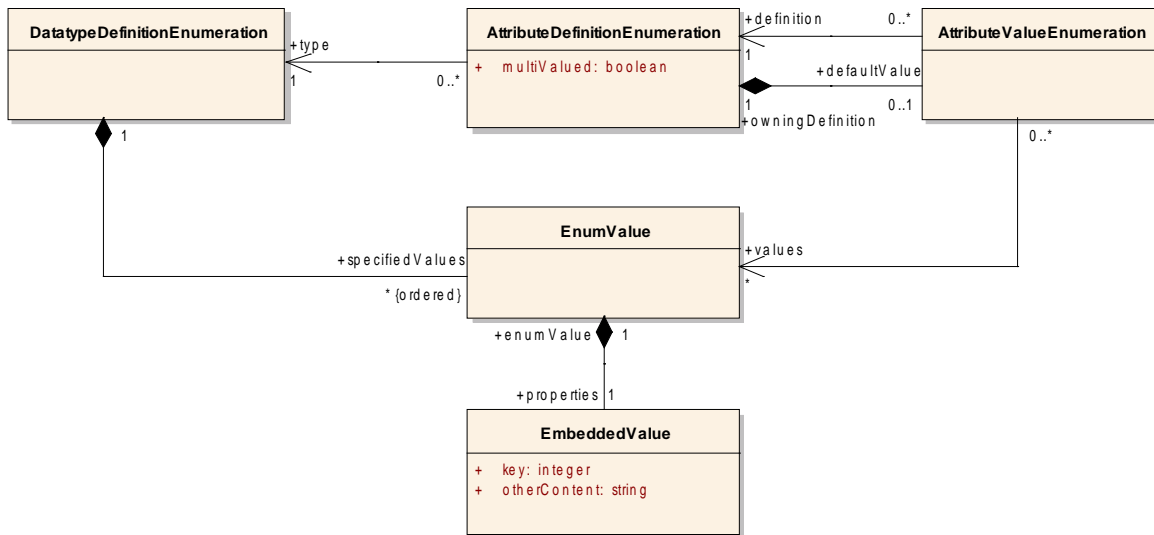 DatatypeDefinitionEnumeration
AttributeDefinitionEnumeration
AttributeValueEnumeration
+definition
0..*
+type
1
+ multiValued: boolean
1
0..*
+defaultValue
1
0..1
+owningDefinition
1
0..*
EnumValue
+values
*
+specifiedValues
* {ordered}
+enumValue
1
+properties
1
EmbeddedValue
+ key: integer
+ otherContent: string